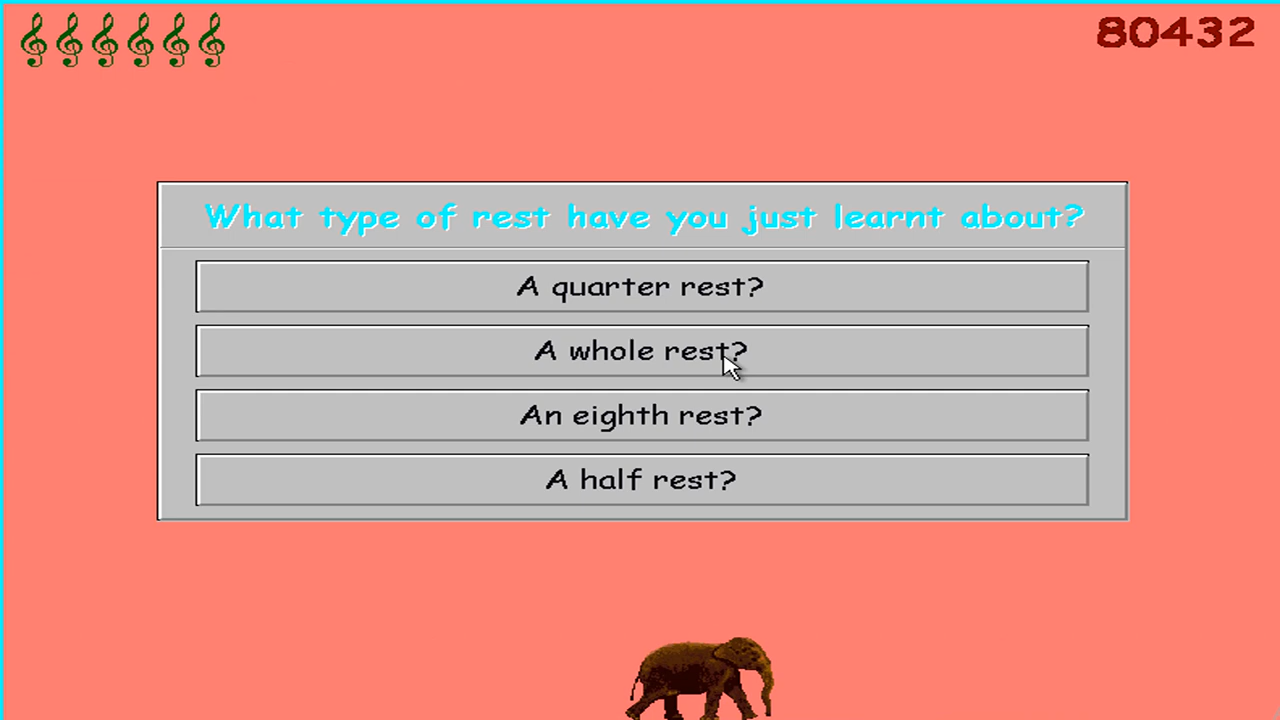 80432
What type of rest have you just learnt about?
A quarter rest?
A whole rest?
An eighth rest?
A half rest?